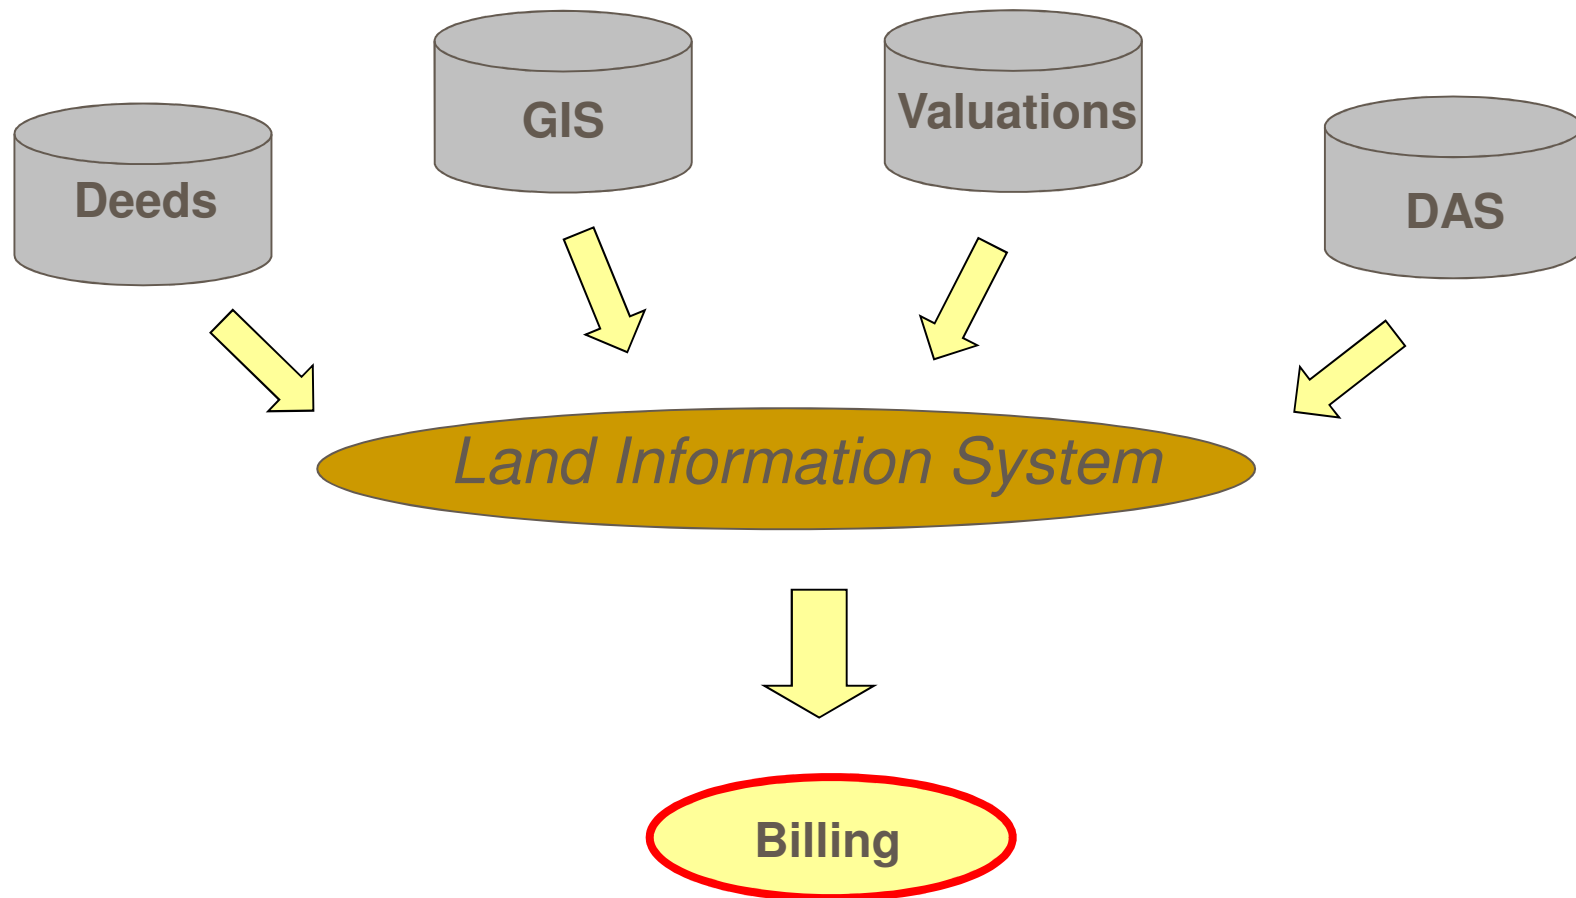 GIS
Valuations
Deeds
DAS
Land Information System
Billing